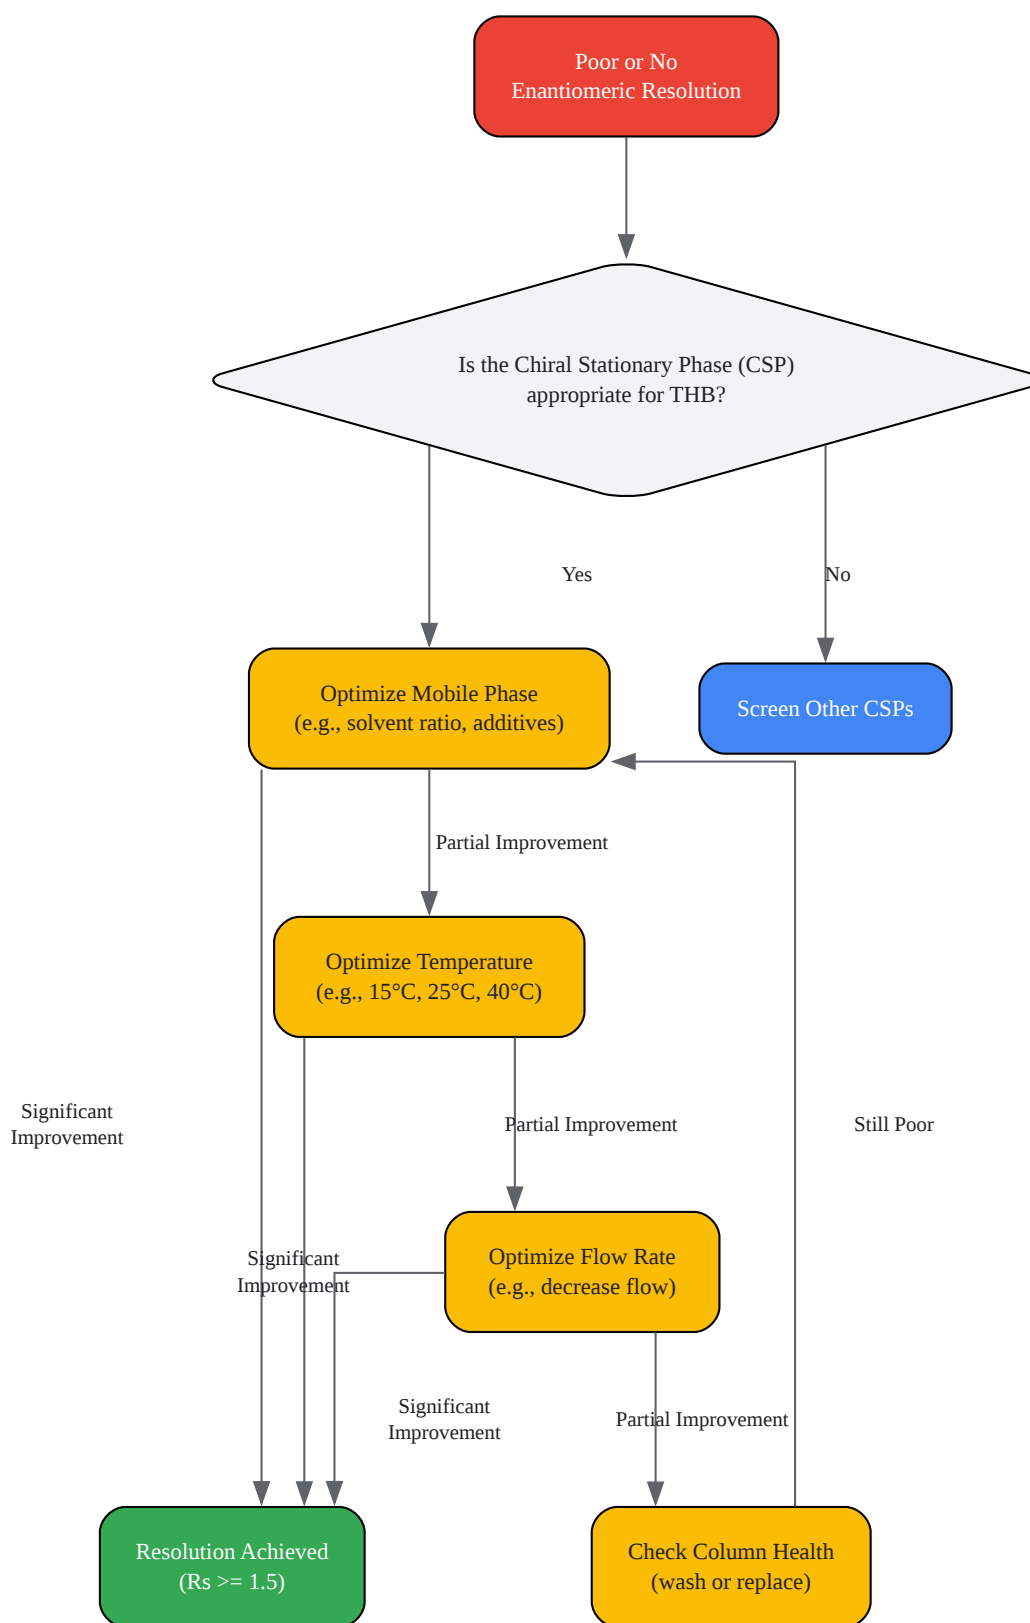 Poor or No
Enantiomeric Resolution
Is the Chiral Stationary Phase (CSP)
appropriate for THB?
Yes
No
Optimize Mobile Phase
(e.g., solvent ratio, additives)
Screen Other CSPs
Partial Improvement
Optimize Temperature
(e.g., 15°C, 25°C, 40°C)
Significant
Improvement
Partial Improvement
Still Poor
Significant
Improvement
Optimize Flow Rate
(e.g., decrease flow)
Significant
Improvement
Partial Improvement
Resolution Achieved
(Rs >= 1.5)
Check Column Health
(wash or replace)